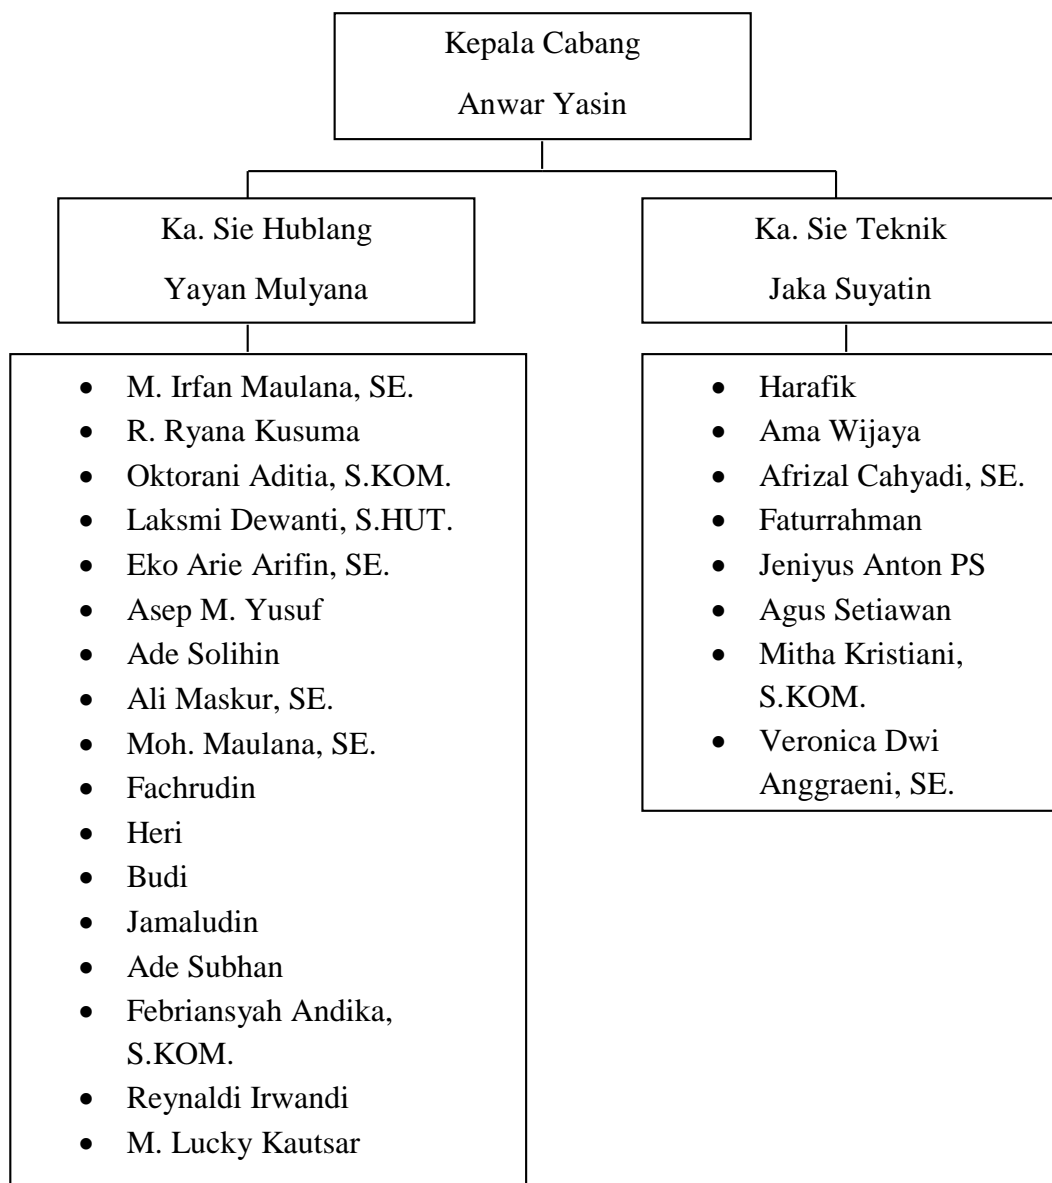 Kepala Cabang
Anwar Yasin
Ka. Sie Hublang
Yayan Mulyana
Ka. Sie Teknik
Jaka Suyatin
• M. Irfan Maulana, SE.
• R. Ryana Kusuma
• Oktorani Aditia, S.KOM.
• Laksmi Dewanti, S.HUT.
• Eko Arie Arifin, SE.
• Asep M. Yusuf
• Ade Solihin
• Ali Maskur, SE.
• Moh. Maulana, SE.
• Fachrudin
• Heri
• Budi
• Jamaludin
• Ade Subhan
• Febriansyah Andika,
S.KOM.
• Reynaldi Irwandi
• M. Lucky Kautsar
• Harafik
• Ama Wijaya
• Afrizal Cahyadi, SE.
• Faturrahman
• Jeniyus Anton PS
• Agus Setiawan
• Mitha Kristiani,
S.KOM.
• Veronica Dwi
Anggraeni, SE.